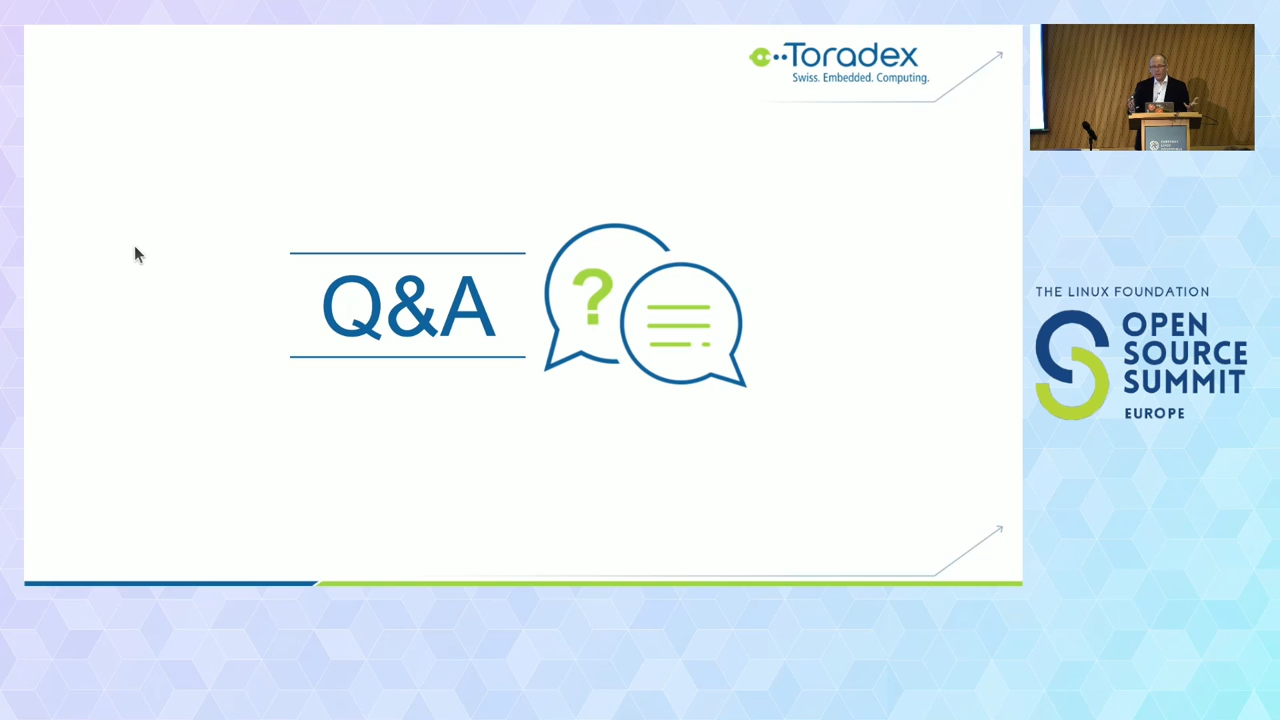 Toradex
Swiss. Embedded. Computing.
Q&A
?
THE LINUX FOUNDATION
OPEN
SOURCE
SUMMIT
EUROPE